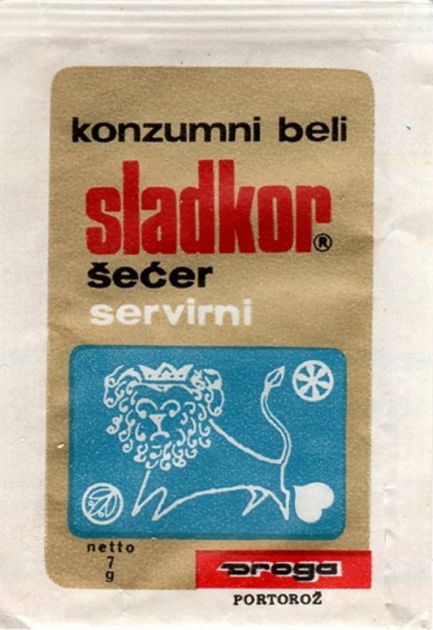 konzumni beli
sladkor®
šećer
servirni
netto
7
g
droga
PORTOROŽ